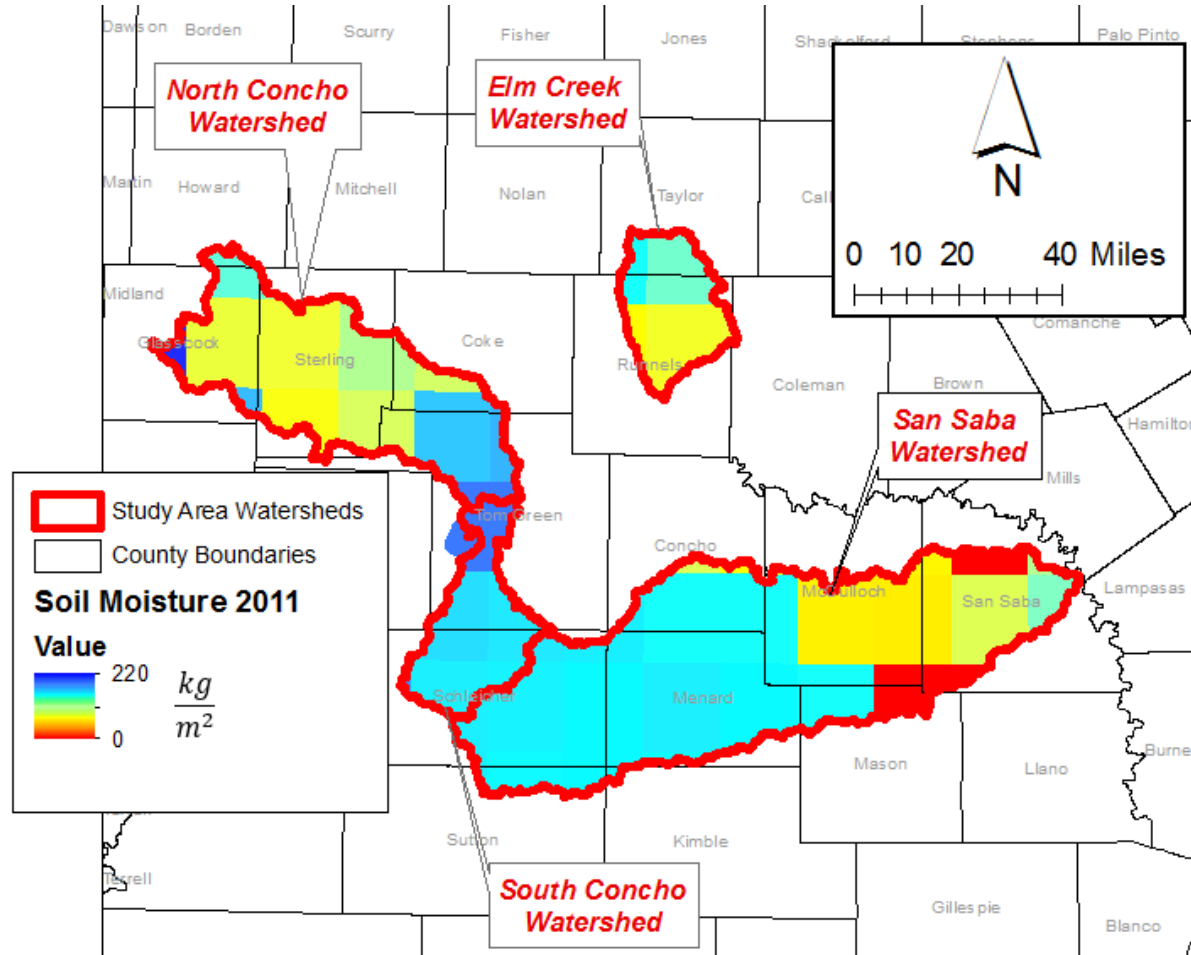 Dawson
Borden
Scurry
Fisher
Jones
Shackelford
Stephens
Palo Pinto
North Concho
Watershed
Elm Creek
Watershed
N
0 10 20 40 Miles
Martin
Howard
Mitchell
Nolan
Taylor
Call
Midland
Glasscock
Sterling
Coke
Runnels
Coleman
Brown
Comanche
Hamilton
San Saba
Watershed
Mills
Study Area Watersheds
County Boundaries
Soil Moisture 2011
Value
220
0
kg
m²
Tom Green
Concho
McCulloch
San Saba
Lampasas
Schleicher
Menard
Mason
Llano
Burne
Sutton
Kimble
Terrell
South Concho
Watershed
Gillespie
Blanco